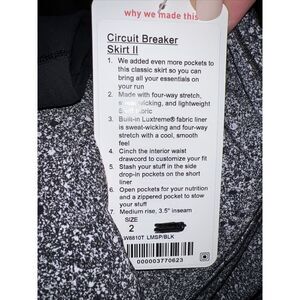 why we made this
Circuit Breaker
Skirt II
1. We added even more pockets to
this classic skirt so you can
bring all your essentials on
your run
2. Made with four-way stretch,
sweat-wicking, and lightweight
fabric
3. Built-in Luxtreme® fabric liner
is sweat-wicking and four-way
stretch with a cool, smooth
feel
4. Cinch the interior waist
drawcord to customize your fit
5. Stash your stuff in the side
drop-in pockets on the short
liner
6. Open pockets for your nutrition
and a zippered pocket to stow
your stuff
7. Medium rise, 3.5" inseam
SIZE
2
W8810T LMSP/BLK
000003770623